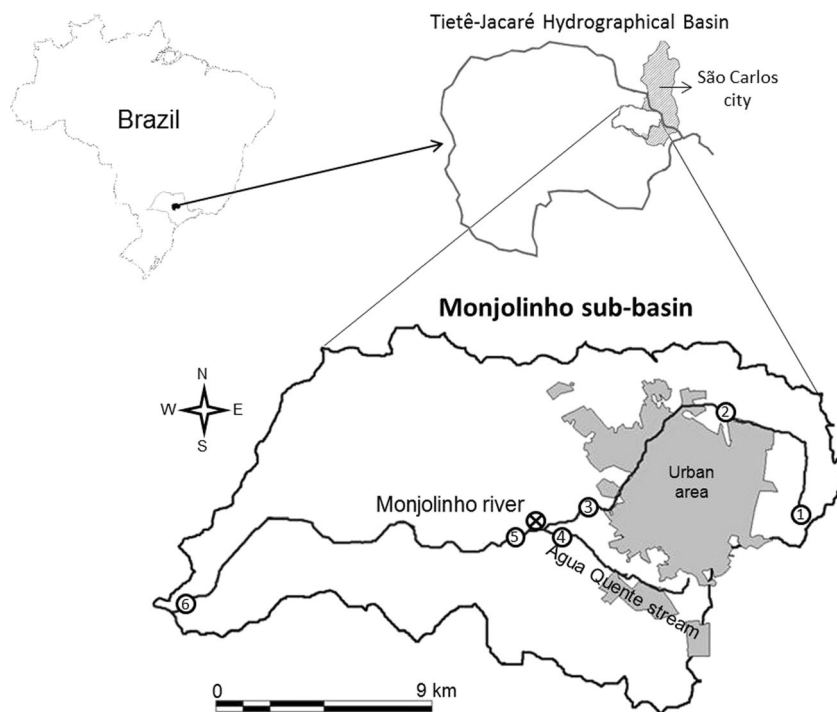 Tietê-Jacaré Hydrographical Basin
São Carlos
city
Brazil
Monjolinho sub-basin
N
W
E
S
2
Urban
area
Monjolinho river
3
1
5
4
Agua Quente stream
6
0
9 km